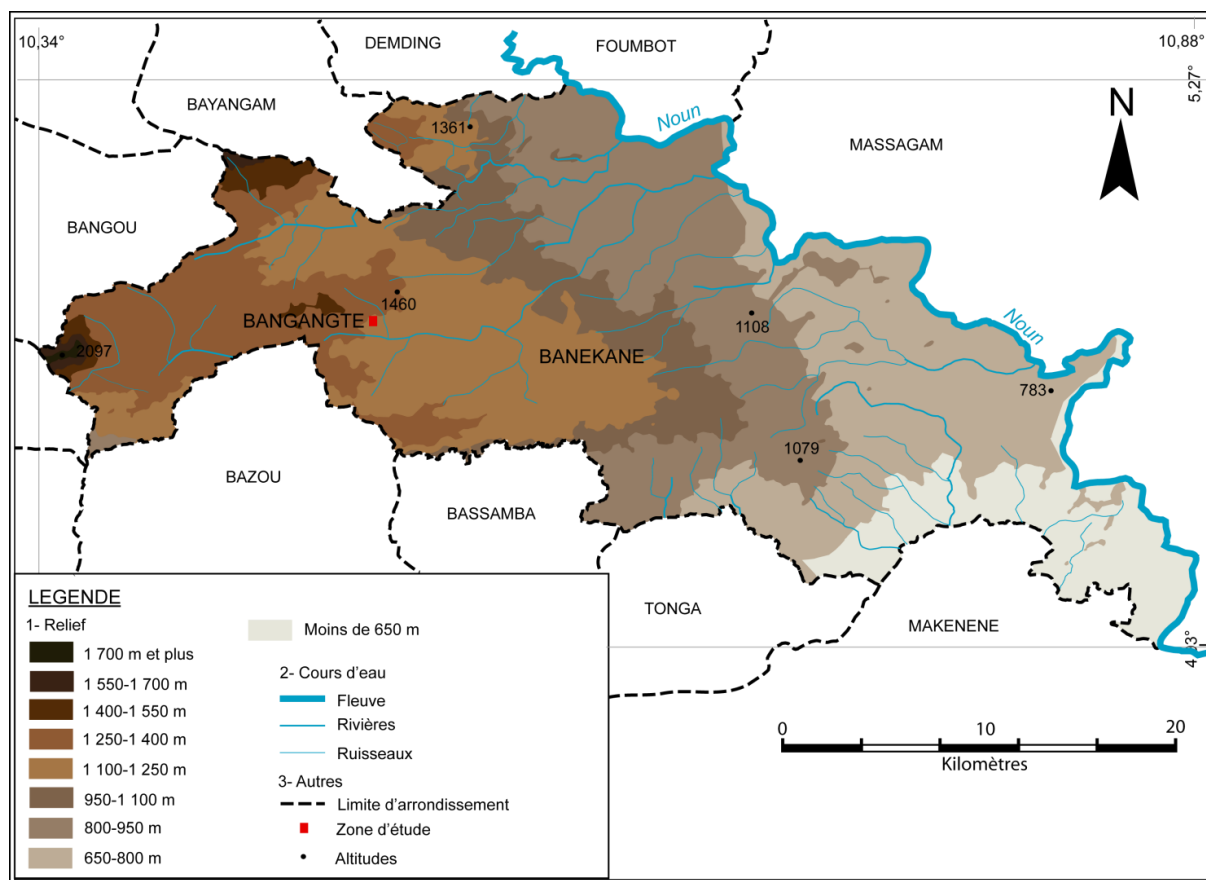 10,34°
DEMDING
FOUMBOT
10,88°
5,27°
BAYANGAM
N
Noun
1361
MASSAGAM
BANGOU
1460
BANGANGTE
2097
BANEKANE
1108
Noun
783
1079
BAZOU
BASSAMBA
TONGA
MAKENENE
LEGENDE
1- Relief
1 700 m et plus
1 550-1 700 m
1 400-1 550 m
1 250-1 400 m
1 100-1 250 m
950-1 100 m
800-950 m
650-800 m
Moins de 650 m
2- Cours d'eau
Fleuve
Rivières
Ruisseaux
3- Autres
Limite d'arrondissement
Zone d'étude
Altitudes
0 10 20
Kilomètres